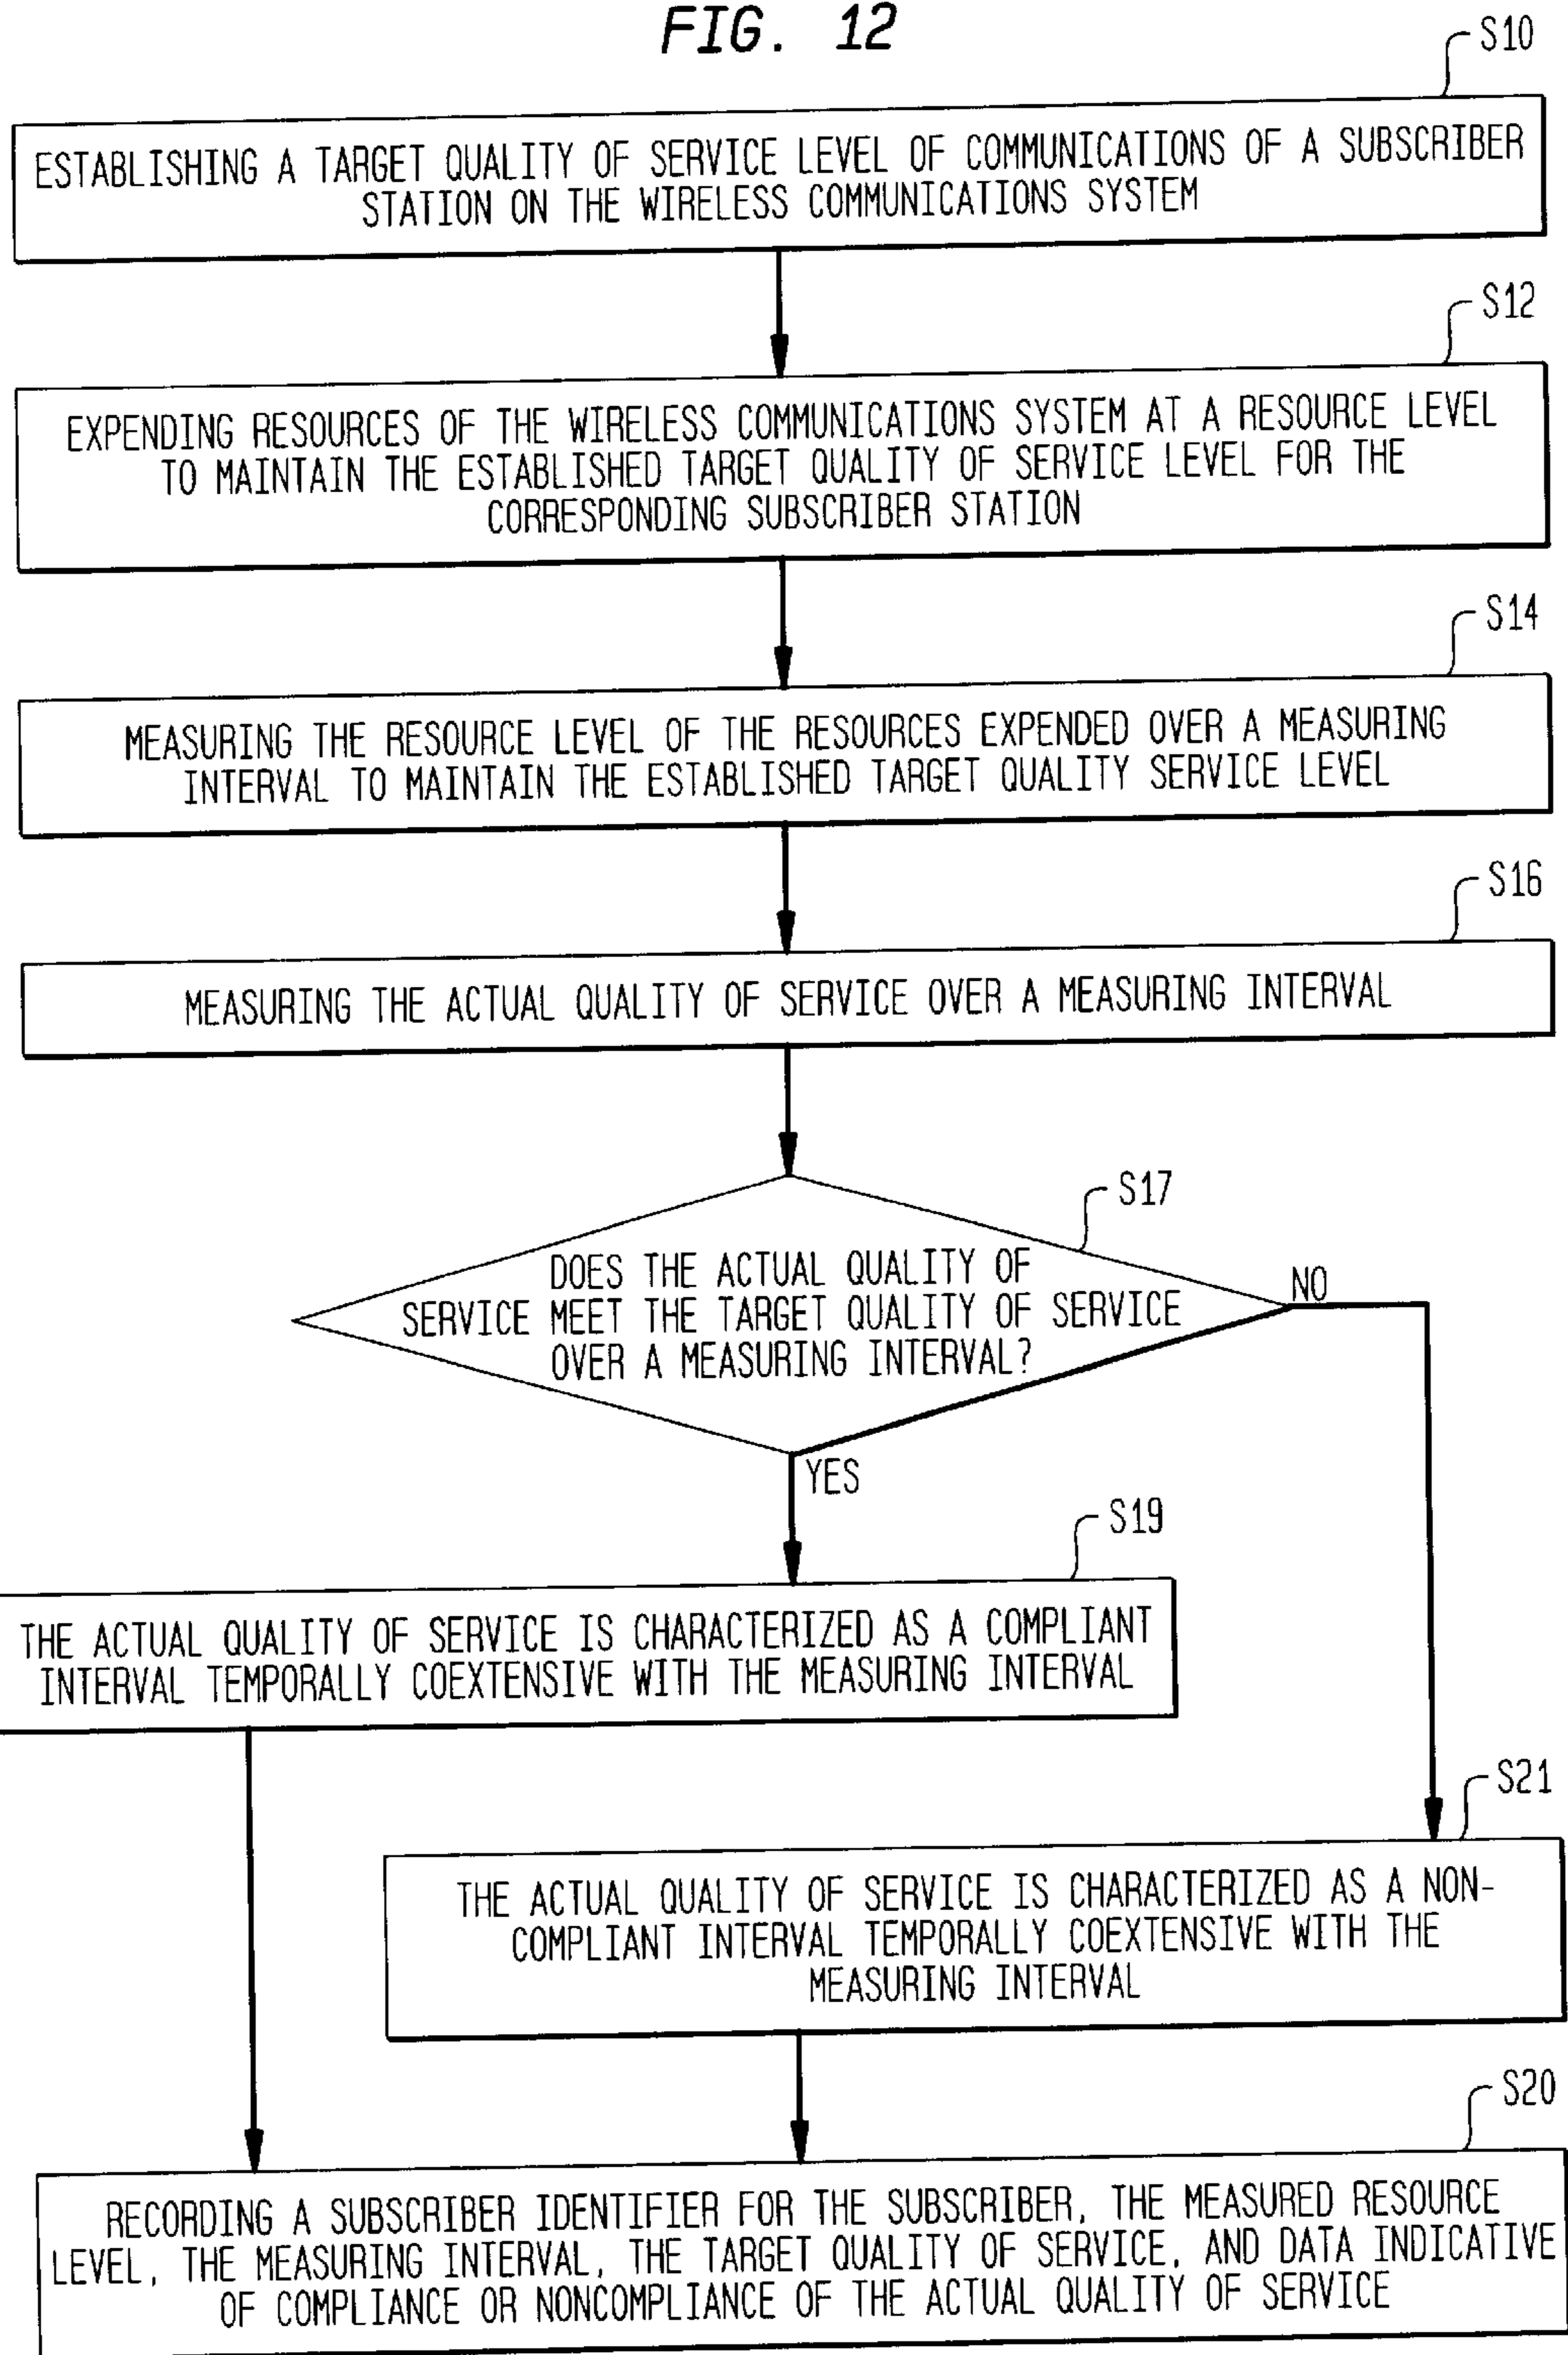 FIG. 12
S10
ESTABLISHING A TARGET QUALITY OF SERVICE LEVEL OF COMMUNICATIONS OF A SUBSCRIBER
STATION ON THE WIRELESS COMMUNICATIONS SYSTEM
S12
EXPENDING RESOURCES OF THE WIRELESS COMMUNICATIONS SYSTEM AT A RESOURCE LEVEL
TO MAINTAIN THE ESTABLISHED TARGET QUALITY OF SERVICE LEVEL FOR THE
CORRESPONDING SUBSCRIBER STATION
S14
MEASURING THE RESOURCE LEVEL OF THE RESOURCES EXPENDED OVER A MEASURING
INTERVAL TO MAINTAIN THE ESTABLISHED TARGET QUALITY SERVICE LEVEL
S16
MEASURING THE ACTUAL QUALITY OF SERVICE OVER A MEASURING INTERVAL
S17
DOES THE ACTUAL QUALITY OF
SERVICE MEET THE TARGET QUALITY OF SERVICE
OVER A MEASURING INTERVAL?
NO
YES
S19
THE ACTUAL QUALITY OF SERVICE IS CHARACTERIZED AS A COMPLIANT
INTERVAL TEMPORALLY COEXTENSIVE WITH THE MEASURING INTERVAL
S21
THE ACTUAL QUALITY OF SERVICE IS CHARACTERIZED AS A NON-
COMPLIANT INTERVAL TEMPORALLY COEXTENSIVE WITH THE
MEASURING INTERVAL
S20
RECORDING A SUBSCRIBER IDENTIFIER FOR THE SUBSCRIBER, THE MEASURED RESOURCE
LEVEL, THE MEASURING INTERVAL, THE TARGET QUALITY OF SERVICE, AND DATA INDICATIVE
OF COMPLIANCE OR NONCOMPLIANCE OF THE ACTUAL QUALITY OF SERVICE